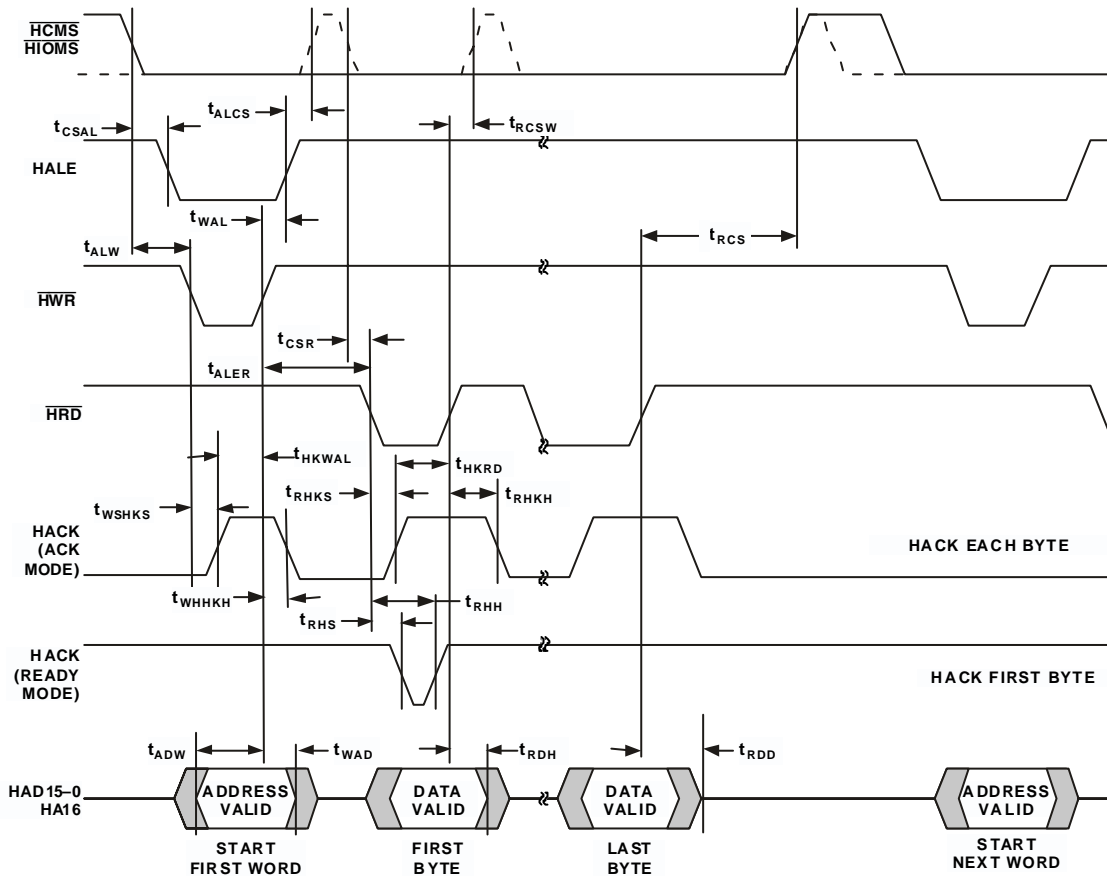 HCMS
HIOMS
tALCS
tCSAL
tRCSW
HALE
tWAL
tRCS
tALW
HWR
tCSR
tALER
HRD
tHKWAL
tHKRD
tRHKS
tRHKH
tWSHKS
HACK
(ACK
MODE)
HACK EACH BYTE
tWHHKH
tRHH
tRHS
HACK
(READY
MODE)
HACK FIRST BYTE
tADW
tWAD
tRDH
tRDD
HAD15–0
HA16
ADDRESS
VALID
DATA
VALID
DATA
VALID
ADDRESS
VALID
START
FIRST WORD
FIRST
BYTE
LAST
BYTE
START
NEXT WORD